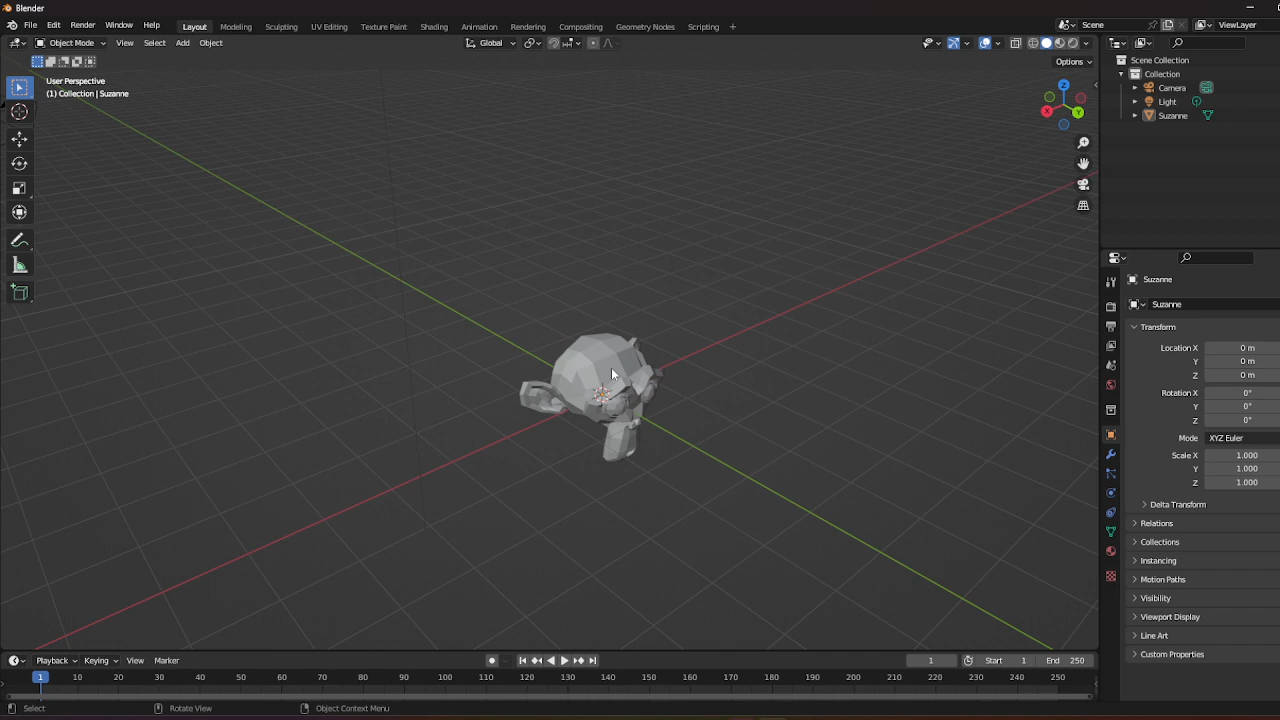 Blender
File Edit Render Window Help Layout Modeling Sculpting UV Editing Texture Paint Shading Animation Rendering Compositing Geometry Nodes Scripting + Scene ViewLayer
Object Mode View Select Add Object Global
Options
User Perspective
(1) Collection | Suzanne
Z
X
Y
Scene Collection
Collection
Camera
Light
Suzanne
Suzanne
Suzanne
Transform
Location X 0 m
Y 0 m
Z 0 m
Rotation X 0°
Y 0°
Z 0°
Mode XYZ Euler
Scale X 1.000
Y 1.000
Z 1.000
Delta Transform
Relations
Collections
Instancing
Motion Paths
Visibility
Viewport Display
Line Art
Custom Properties
Playback Keying View Marker 1 Start 1 End 250
1 10 20 30 40 50 60 70 80 90 100 110 120 130 140 150 160 170 180 190 200 210 220 230 240 250
Select Rotate View Object Context Menu